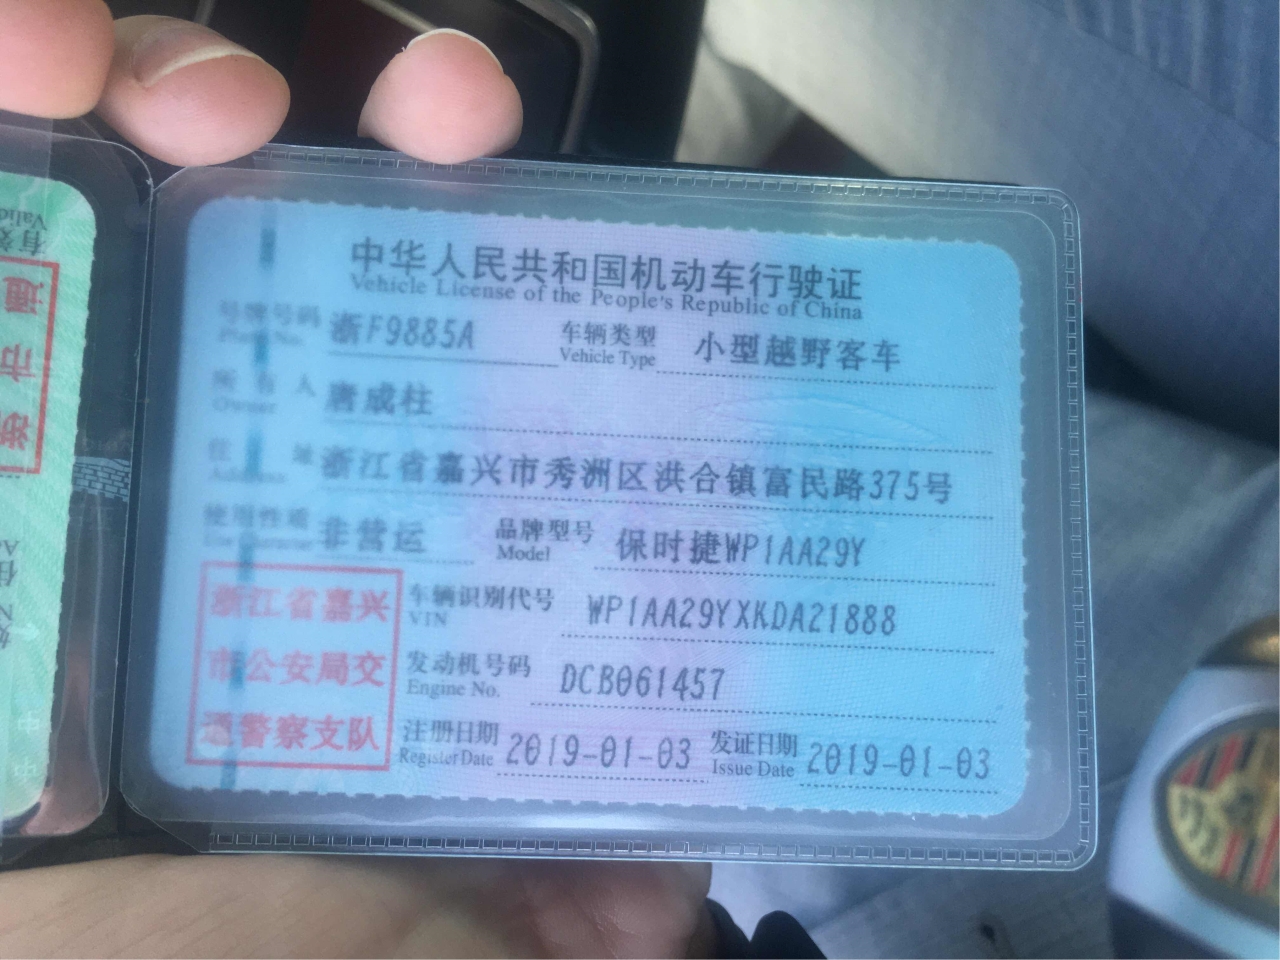 中华人民共和国机动车行驶证
Vehicle License of the People's Republic of China
号牌号码 浙F9885A 车辆类型 小型越野客车
Plate No. Vehicle Type
所有人 唐成柱
Owner
住址 浙江省嘉兴市秀洲区洪合镇富民路375号
Address
使用性质 非营运 品牌型号 保时捷WP1AA29Y
Use Character Model
浙江省嘉兴
市公安局交
通警察支队
车辆识别代号 WP1AA29YXKDA21888
VIN
发动机号码 DCB061457
Engine No.
注册日期 2019-01-03 发证日期 2019-01-03
Register Date Issue Date